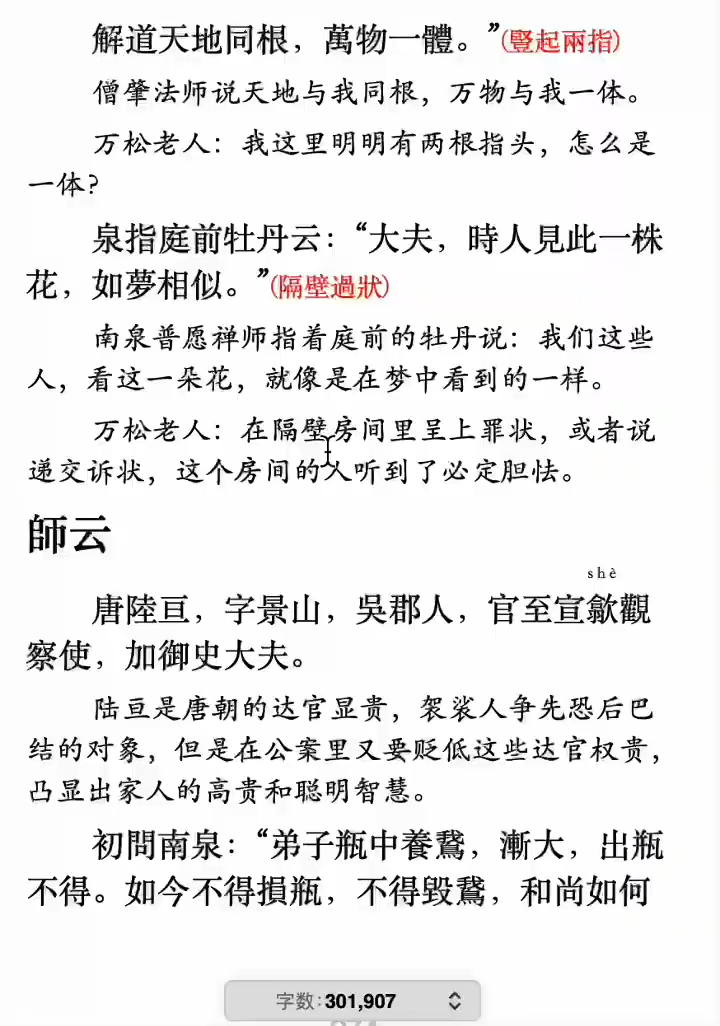 解道天地同根，萬物一體。”(豎起兩指)
僧肇法师说天地与我同根，万物与我一体。
万松老人：我这里明明有两根指头，怎么是
一体？
泉指庭前牡丹云：“大夫，時人見此一株
花，如夢相似。”(隔壁過狀)
南泉普愿禅师指着庭前的牡丹说：我们这些
人，看这一朵花，就像是在梦中看到的一样。
万松老人：在隔壁房间里呈上罪状，或者说
递交诉状，这个房间的人听到了必定胆怯。
師云
shè
唐陸亘，字景山，吳郡人，官至宣歙觀
察使，加御史大夫。
陆亘是唐朝的达官显贵，袈裟人争先恐后巴
结的对象，但是在公案里又要贬低这些达官权贵，
凸显出家人的高贵和聪明智慧。
初問南泉：“弟子瓶中養鵞，漸大，出瓶
不得。如今不得損瓶，不得毀鵞，和尚如何
字数：301,907